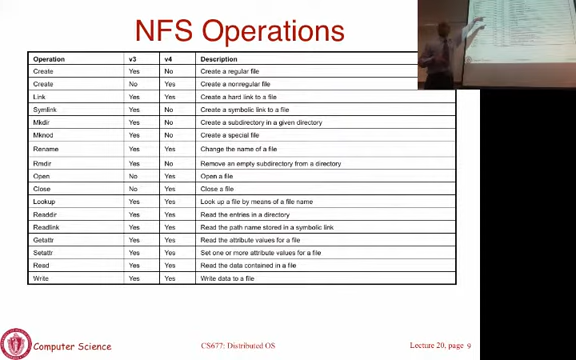 NFS Operations
Operation v3 v4 Description
Create Yes No Create a regular file
Create No Yes Create a nonregular file
Link Yes Yes Create a hard link to a file
Symlink Yes No Create a symbolic link to a file
Mkdir Yes No Create a subdirectory in a given directory
Mknod Yes No Create a special file
Rename Yes Yes Change the name of a file
Rmdir Yes No Remove an empty subdirectory from a directory
Open No Yes Open a file
Close No Yes Close a file
Lookup Yes Yes Look up a file by means of a file name
Readdir Yes Yes Read the entries in a directory
Readlink Yes Yes Read the path name stored in a symbolic link
Getattr Yes Yes Read the attribute values for a file
Setattr Yes Yes Set one or more attribute values for a file
Read Yes Yes Read the data contained in a file
Write Yes Yes Write data to a file
Computer Science CS677: Distributed OS Lecture 20, page 9